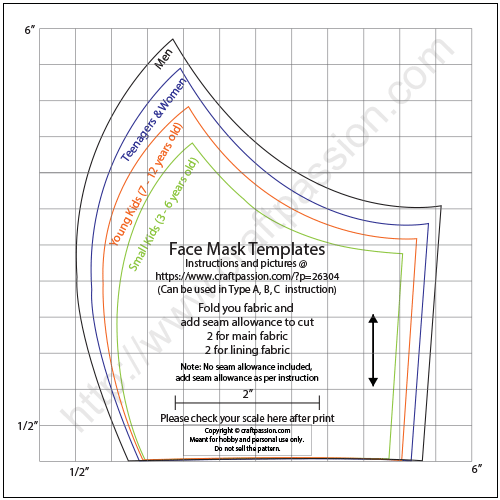 6”
Men
Teenagers & Women
Young Kids (7 - 12 years old)
Small Kids (3 - 6 years old)
Face Mask Templates
Instructions and pictures @
https://www.craftpassion.com/?p=26304
(Can be used in Type A, B, C instruction)
Fold you fabric and
add seam allowance to cut
2 for main fabric
2 for lining fabric
Note: No seam allowance included,
add seam allowance as per instruction
2”
Please check your scale here after print
Copyright © craftpassion.com
Meant for hobby and personal use only.
Do not sell the pattern.
1/2”
1/2”
6”
http://www.craftpassion.com